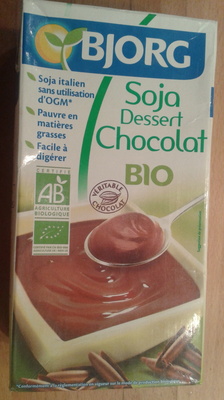 BJORG
• Soja italien
sans utilisation
d'OGM*
• Pauvre en
matières
grasses
• Facile à
digérer
Soja
Dessert
Chocolat
BIO
CERTIFIÉ
AB
AGRICULTURE
BIOLOGIQUE
VÉRITABLE
CHOCOLAT